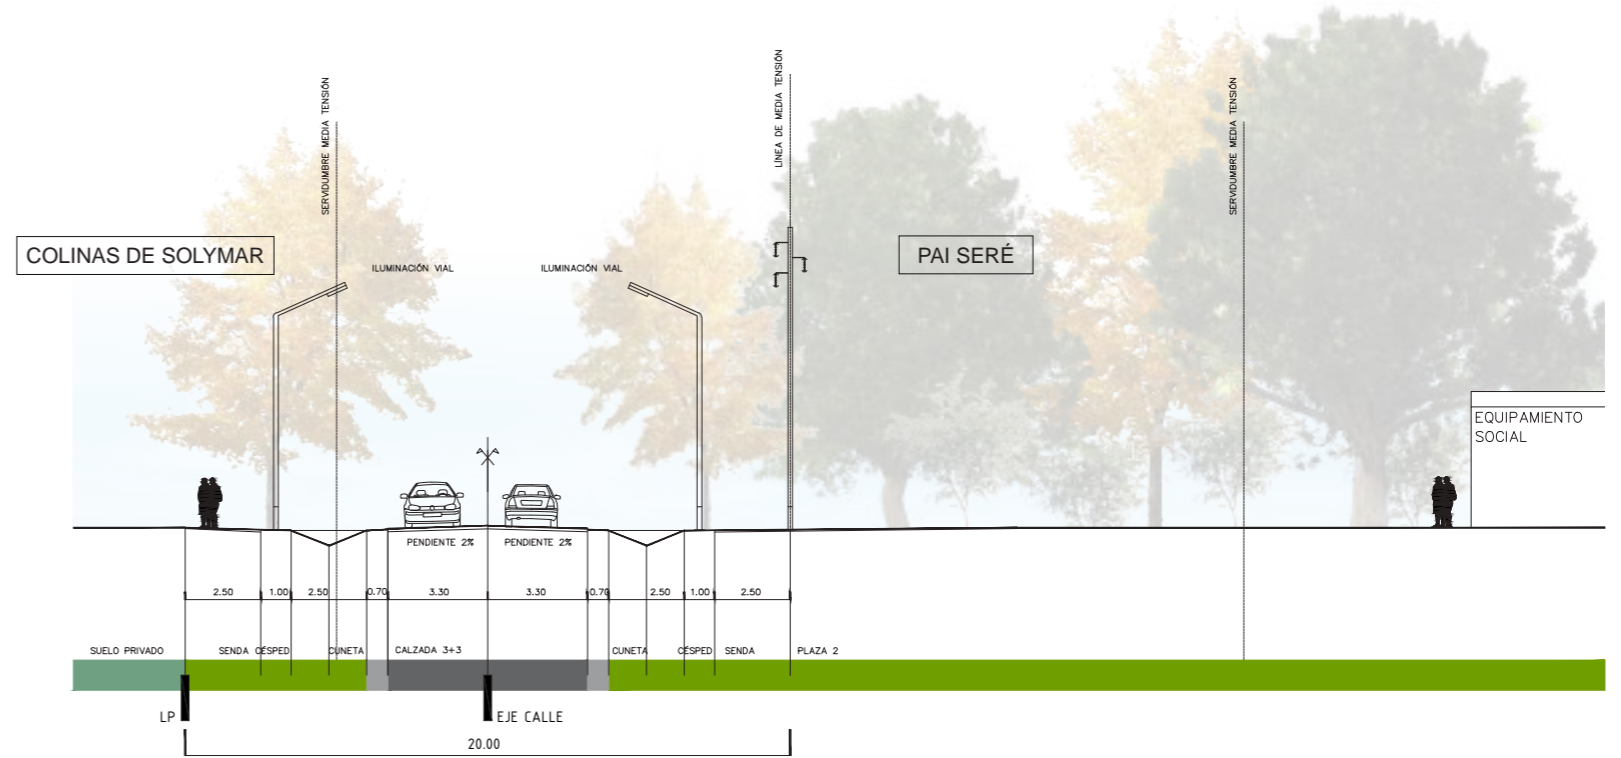 SERVIDUMBRE MEDIA TENSIÓN
LÍNEA DE MEDIA TENSIÓN
SERVIDUMBRE MEDIA TENSIÓN
COLINAS DE SOLYMAR
PAI SERÉ
ILUMINACIÓN VIAL
ILUMINACIÓN VIAL
EQUIPAMIENTO
SOCIAL
PENDIENTE 2%
PENDIENTE 2%
2.50
1.00
2.50
0.70
3.30
3.30
0.70
2.50
1.00
2.50
SUELO PRIVADO
SENDA
CÉSPED
CUNETA
CALZADA 3+3
CUNETA
CÉSPED
SENDA
PLAZA 2
LP
EJE CALLE
20.00